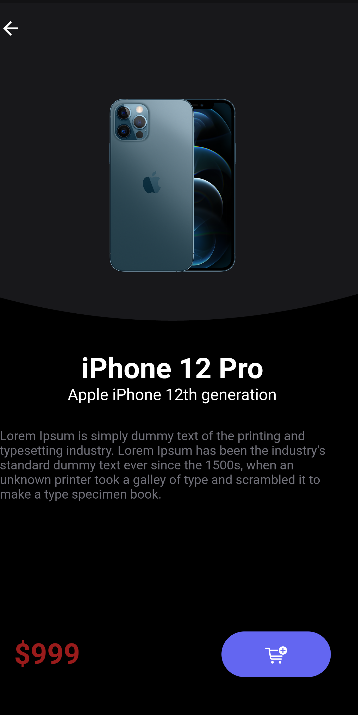 iPhone 12 Pro
Apple iPhone 12th generation
Lorem Ipsum is simply dummy text of the printing and
typesetting industry. Lorem Ipsum has been the industry's
standard dummy text ever since the 1500s, when an
unknown printer took a galley of type and scrambled it to
make a type specimen book.
$999